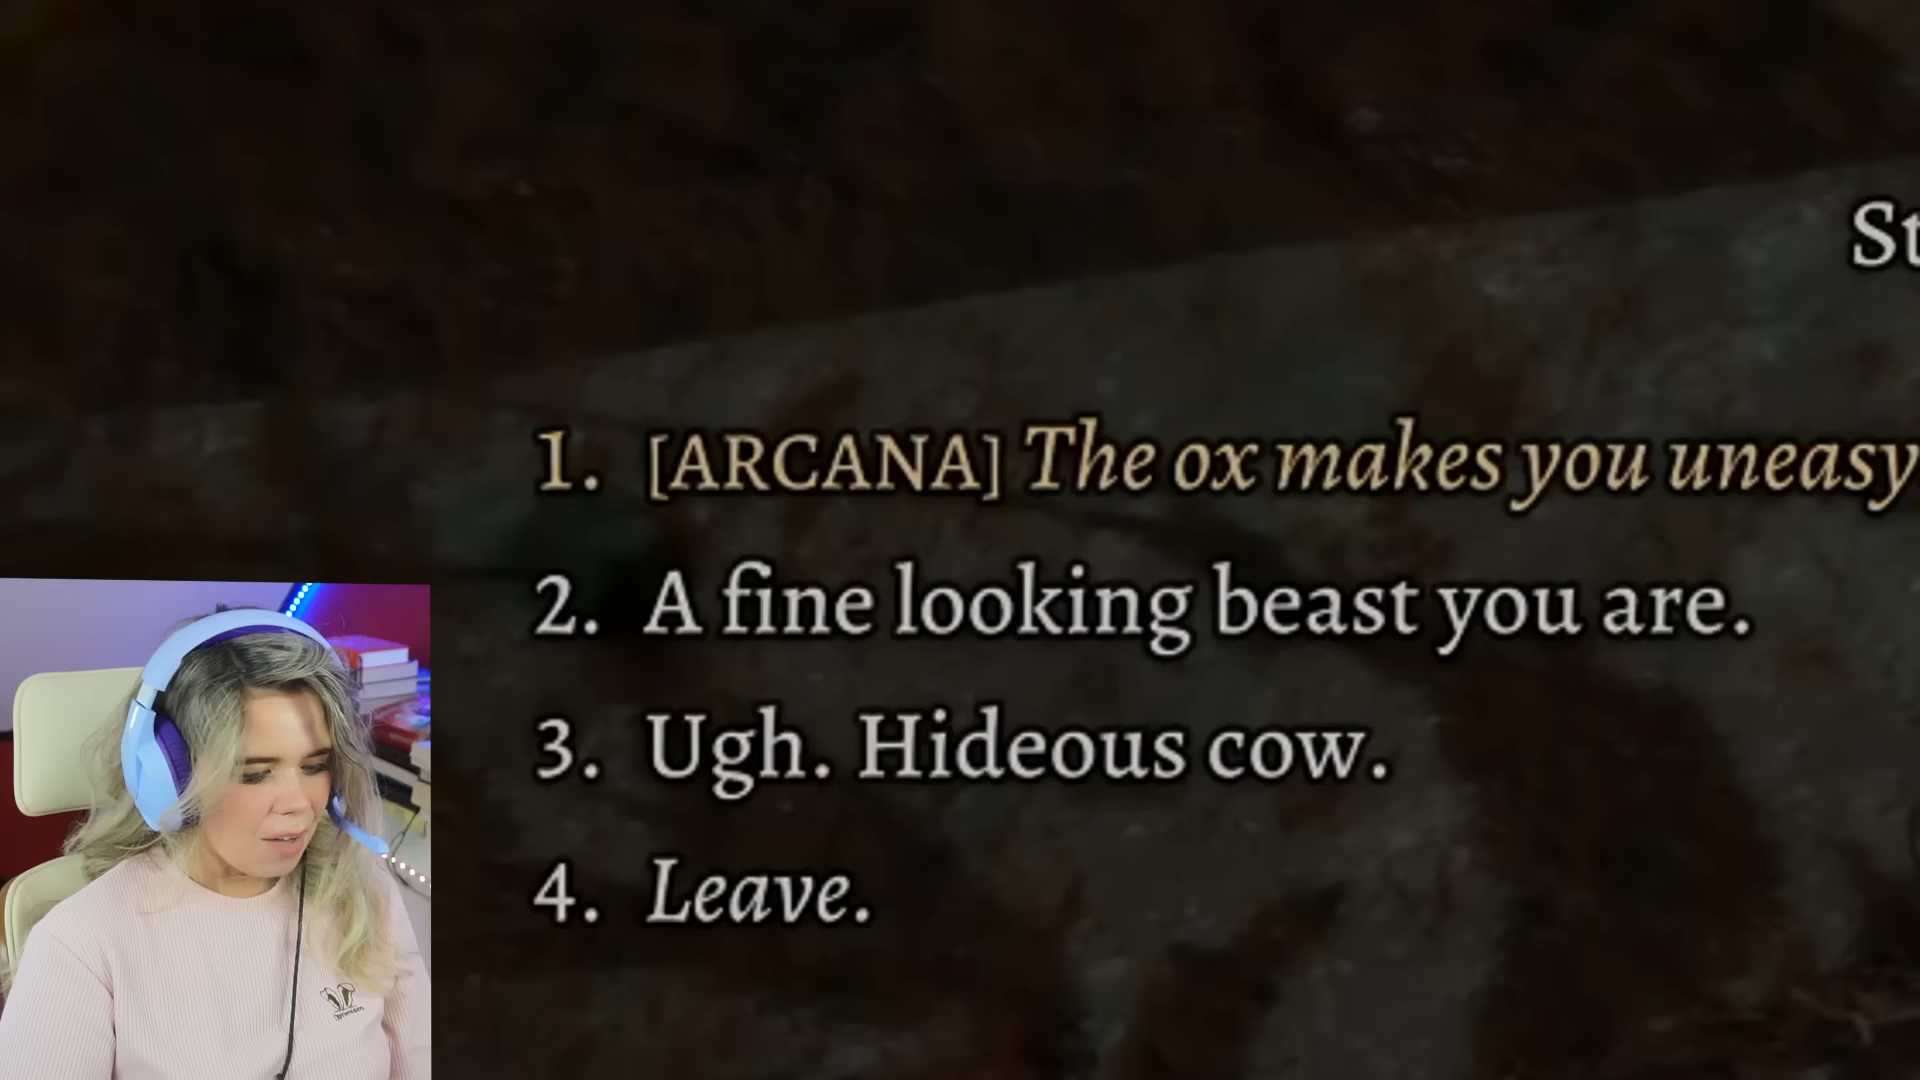 St
1. [ARCANA] The ox makes you uneasy
2. A fine looking beast you are.
3. Ugh. Hideous cow.
4. Leave.